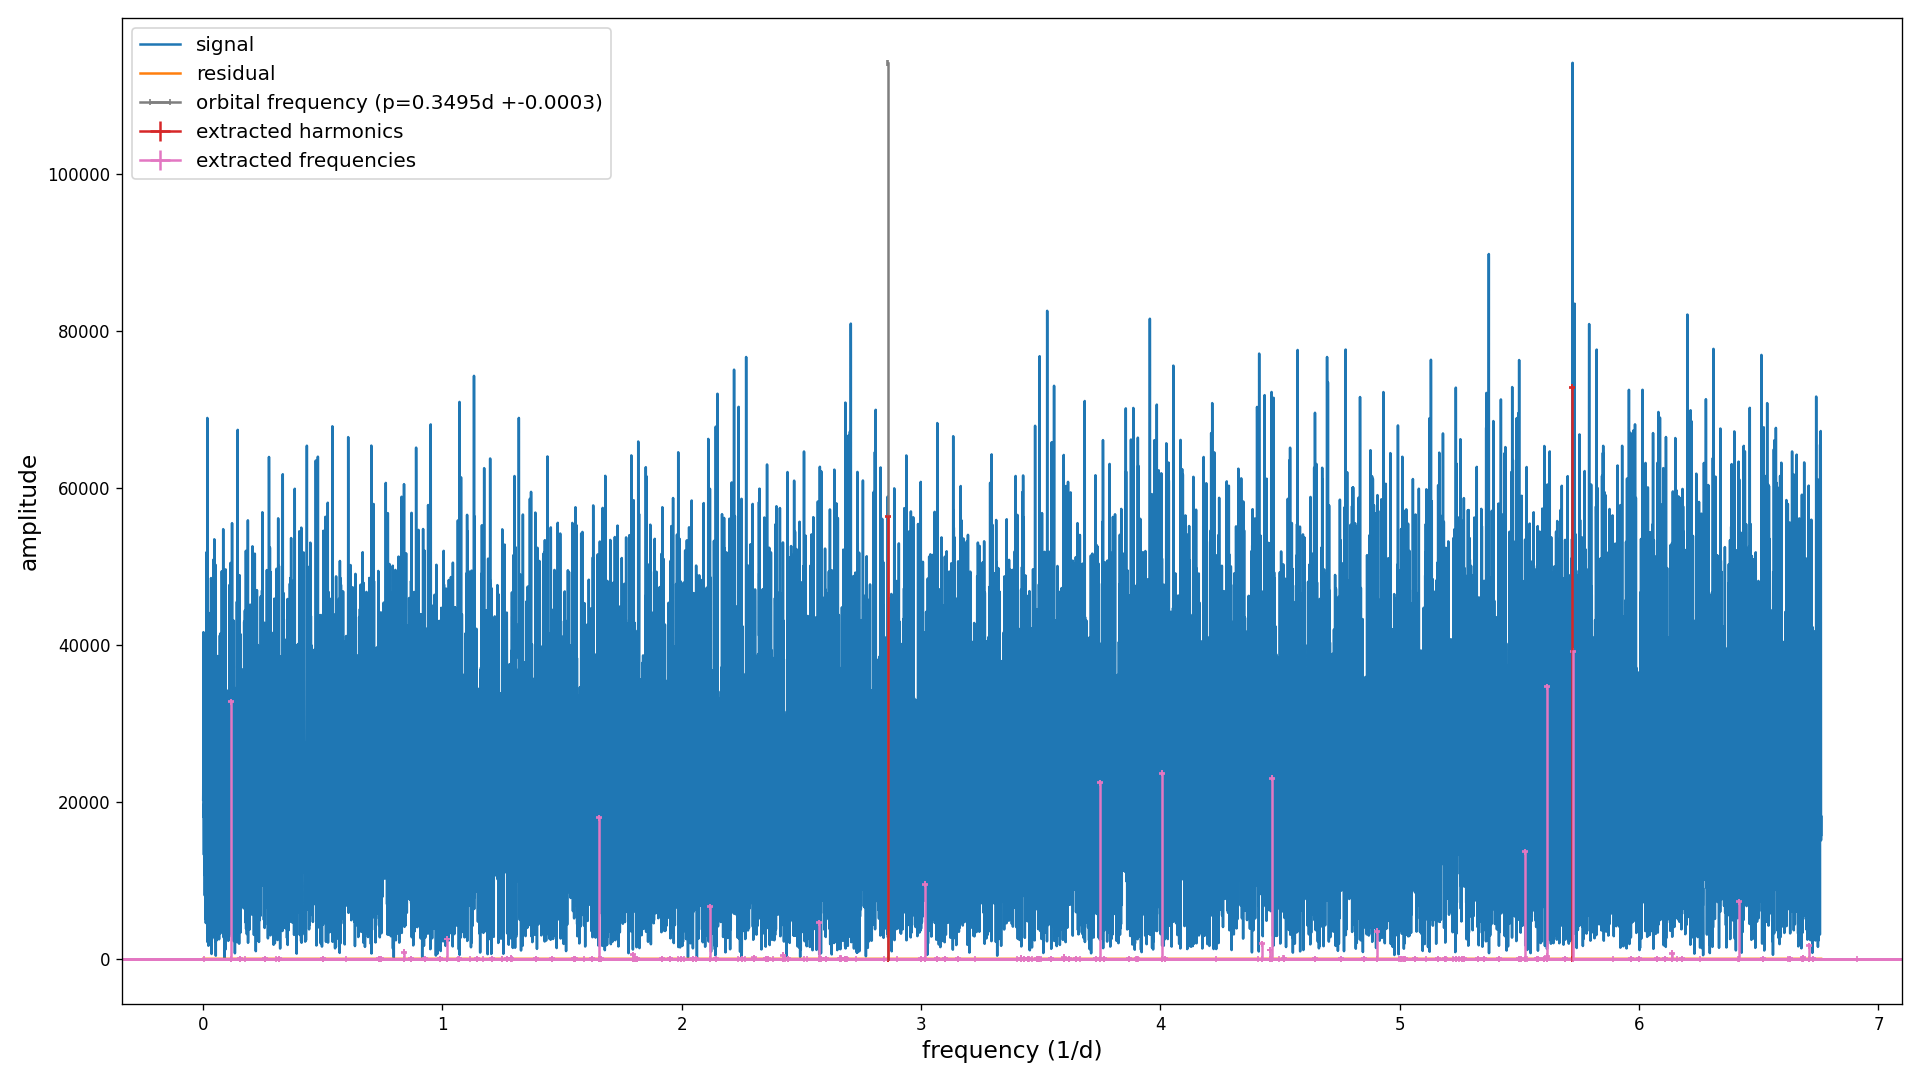 signal
residual
orbital frequency (p=0.3495d +-0.0003)
extracted harmonics
extracted frequencies
100000
80000
60000
40000
20000
0
amplitude
0 1 2 3 4 5 6 7
frequency (1/d)